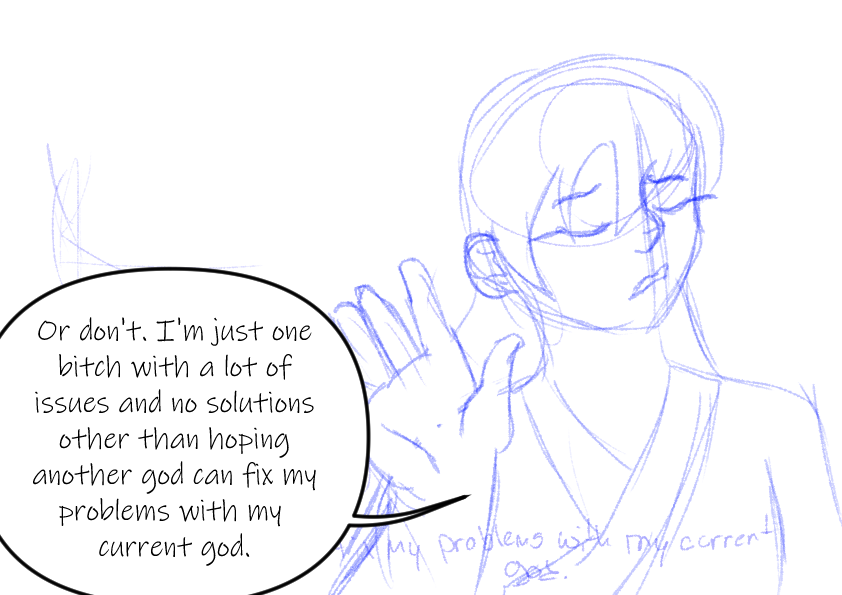 Or don't. I'm just one
bitch with a lot of
issues and no solutions
other than hoping
another god can fix my
problems with my
current god.
my problems with my current
god.